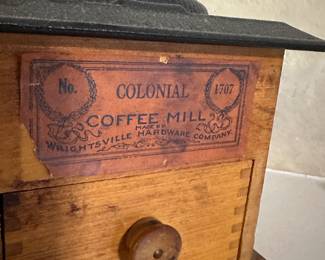 No. COLONIAL 1707
COFFEE MILL
MADE BY
WRIGHTSVILLE HARDWARE COMPANY.